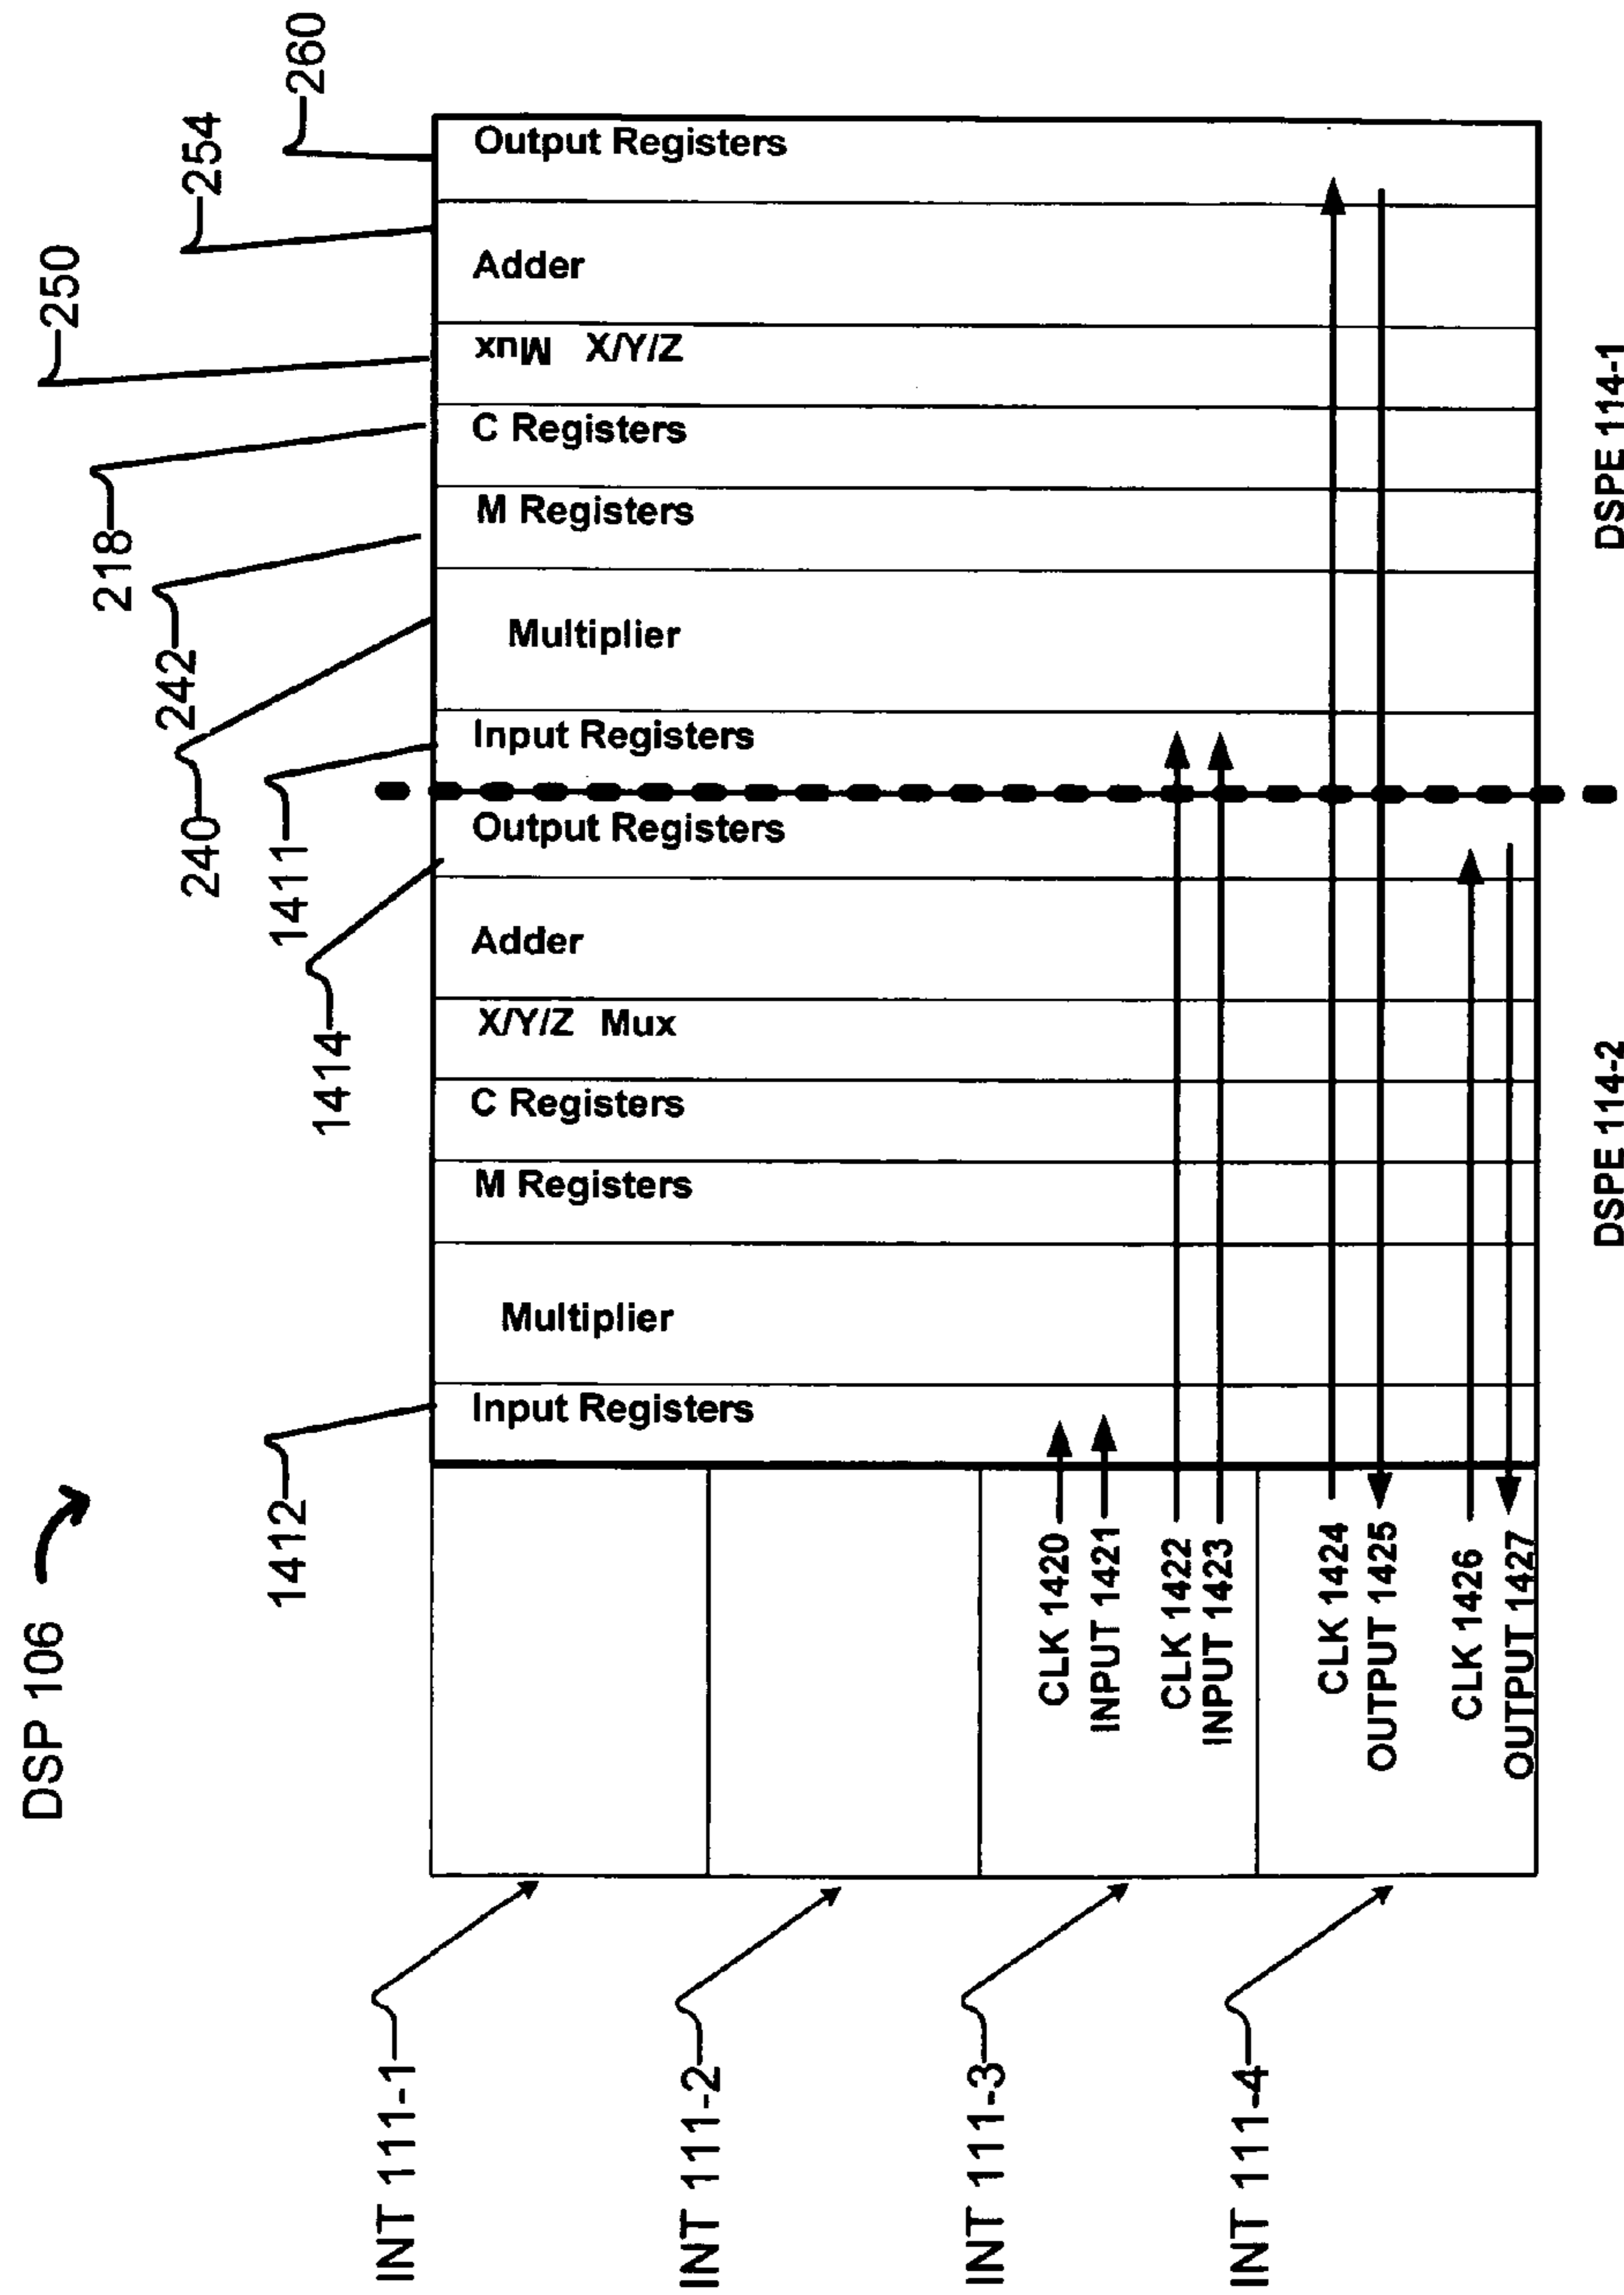 DSP 106
260
254
250
218
242
240
1411
1414
1412
Output Registers
Adder
X/Y/Z Mux
C Registers
M Registers
Multiplier
Input Registers
Output Registers
Adder
X/Y/Z Mux
C Registers
M Registers
Multiplier
Input Registers
CLK 1420
INPUT 1421
CLK 1422
INPUT 1423
CLK 1424
OUTPUT 1425
CLK 1426
OUTPUT 1427
INT 111-1
INT 111-2
INT 111-3
INT 111-4
DSPE 114-1
DSPE 114-2